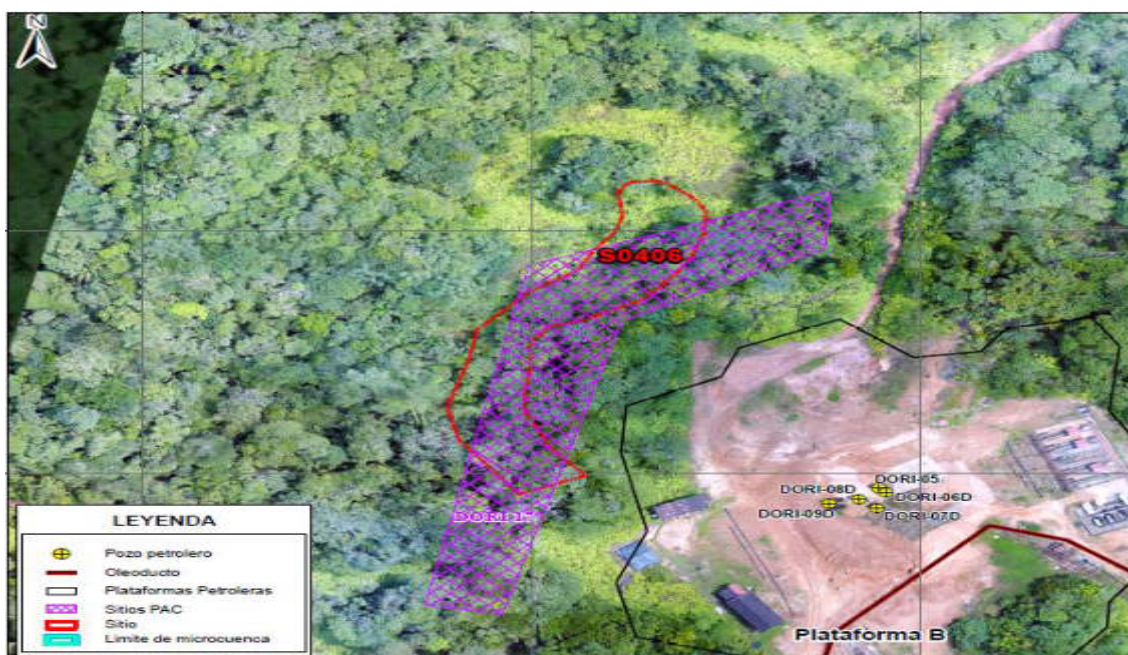 N
S0406
DORI-05
DORI-08D
DORI-06D
DORI-09D
DORI-07D
LEYENDA
Pozo petrolero
Oleoducto
Plataformas Petroleras
Sitios PAC
Sitio
Limite de microcuenca
Plataforma B